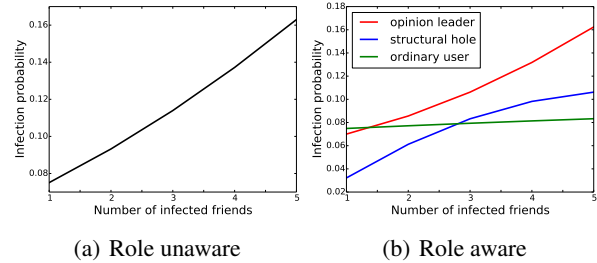 0.16
0.14
0.12
0.10
0.08
Infection probability
1 2 3 4 5
Number of infected friends
(a) Role unaware
0.18
0.16
0.14
0.12
0.10
0.08
0.06
0.04
0.02
Infection probability
opinion leader
structural hole
ordinary user
1 2 3 4 5
Number of infected friends
(b) Role aware